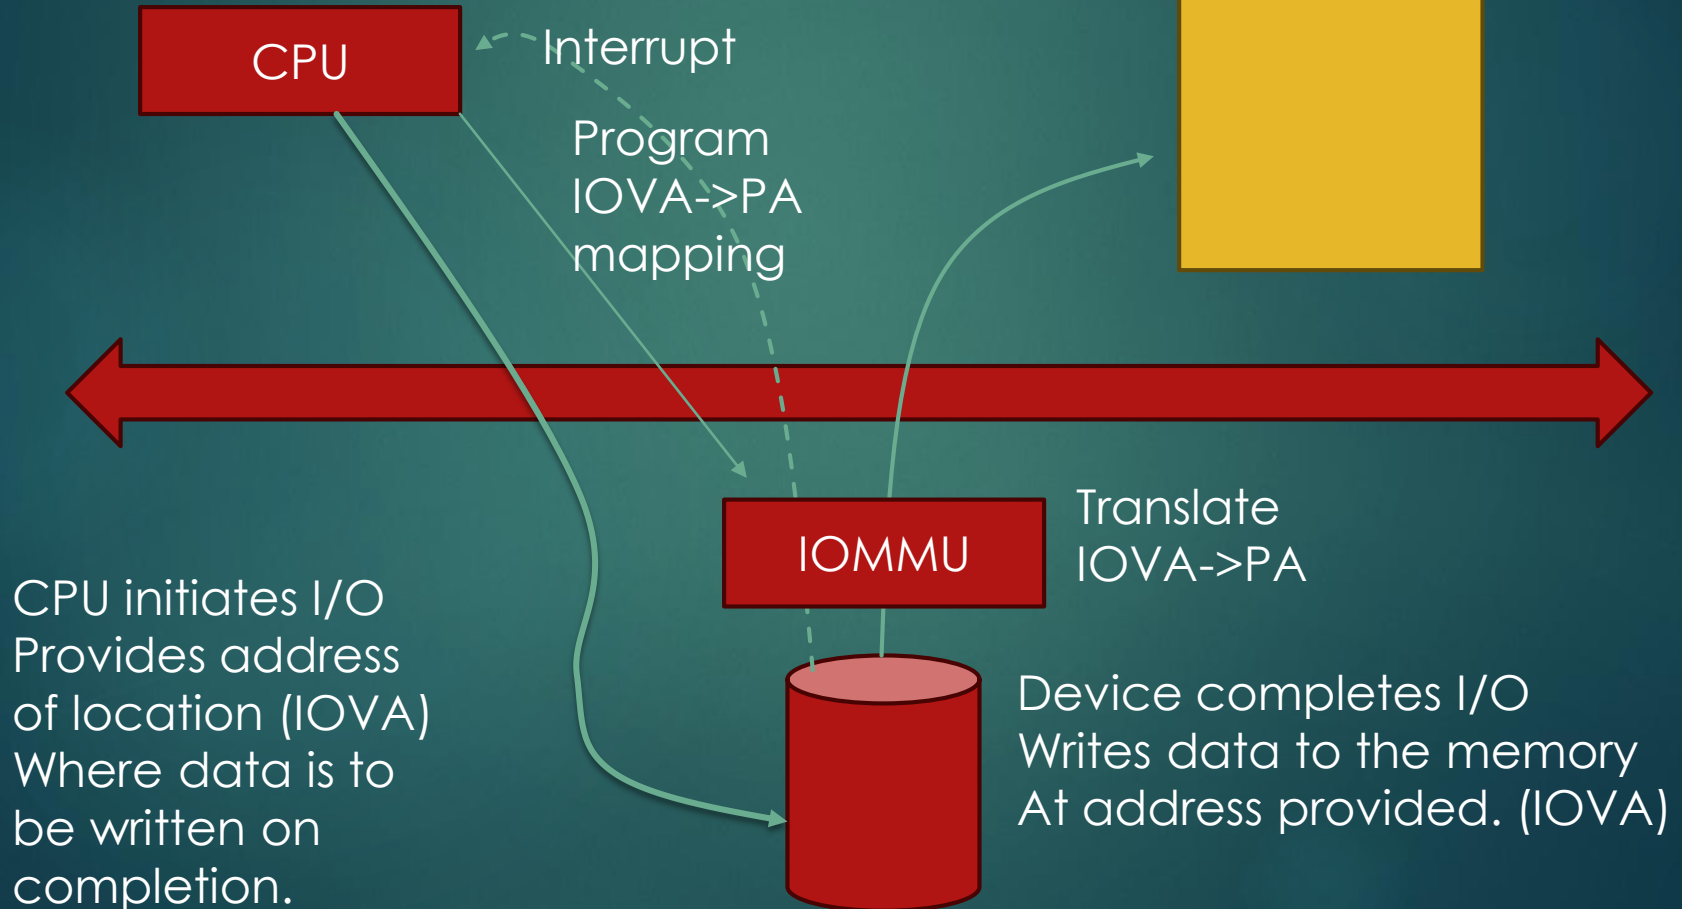 CPU
Interrupt
Program
IOVA->PA
mapping
IOMMU
Translate
IOVA->PA
CPU initiates I/O
Provides address
of location (IOVA)
Where data is to
be written on
completion.
Device completes I/O
Writes data to the memory
At address provided. (IOVA)